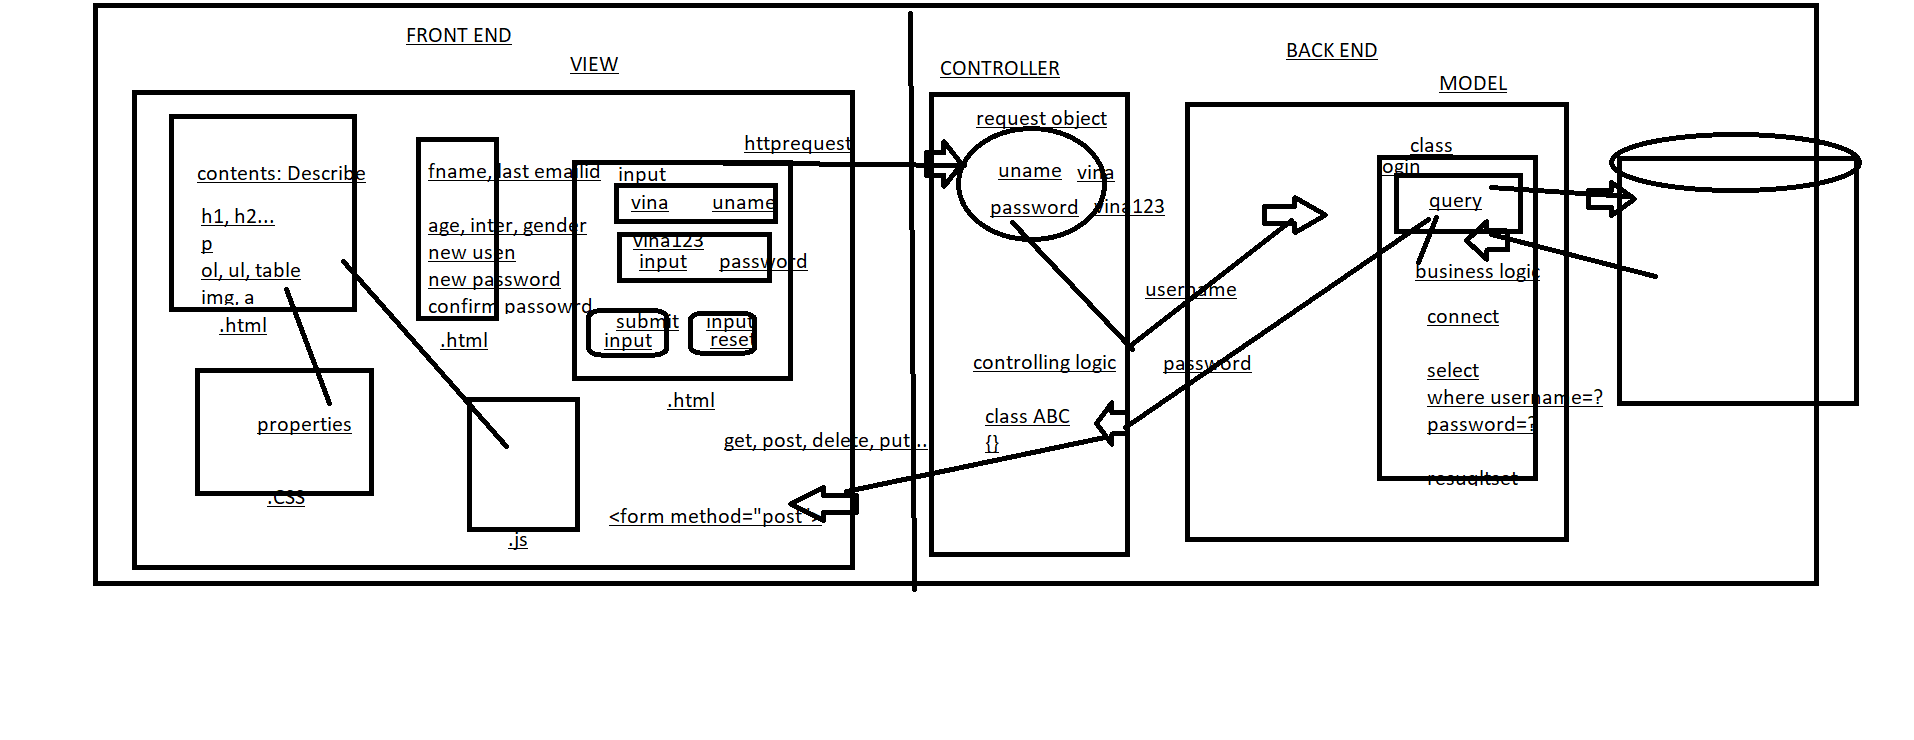 FRONT END
VIEW
contents: Describe
h1, h2...
p
ol, ul, table
img, a
.html
properties
.CSS
fname, last emailid
age, inter, gender
new usen
new password
confirm passowrd
.html
.js
httprequest
input
vina uname
vina123
input password
submit
input
input
reset
.html
get, post, delete, put...
<form method="post">
CONTROLLER
request object
uname vina
password vina123
controlling logic
class ABC
{}
BACK END
MODEL
username
password
class
login
query
business logic
connect
select
where username=?
password=?
resuqltset